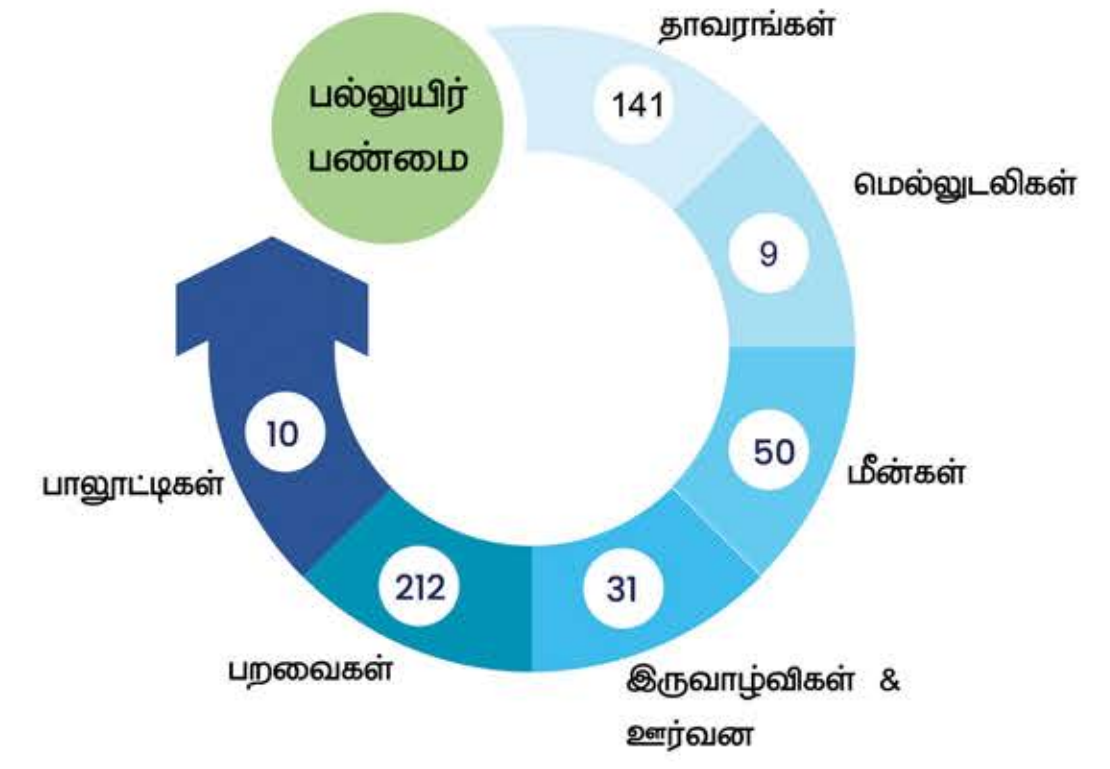 பல்லுயிர்
பண்மை
தாவரங்கள்
141
மெல்லுடலிகள்
9
50
மீன்கள்
31
இருவாழ்விகள் &
ஊர்வன
212
பறவைகள்
10
பாலூட்டிகள்